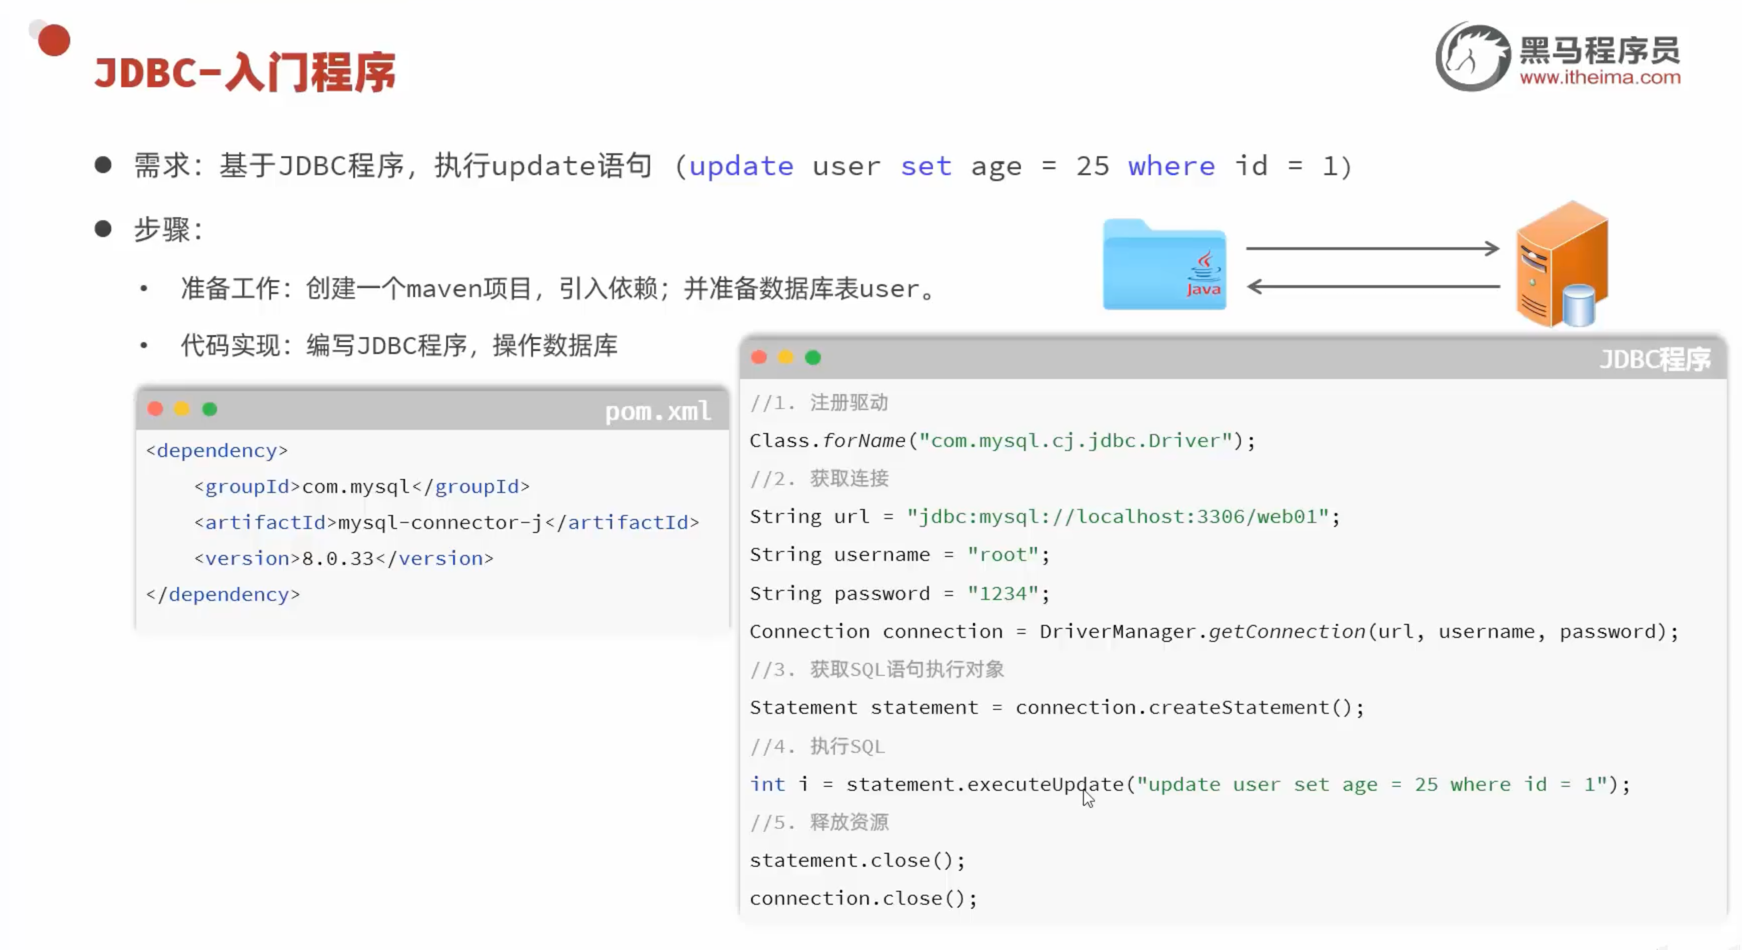 JDBC-入门程序
黑马程序员
www.itheima.com
需求：基于JDBC程序，执行update语句（update user set age = 25 where id = 1）
步骤：
准备工作：创建一个maven项目，引入依赖；并准备数据库表user。
代码实现：编写JDBC程序，操作数据库
Java
pom.xml
<dependency>
    <groupId>com.mysql</groupId>
    <artifactId>mysql-connector-j</artifactId>
    <version>8.0.33</version>
</dependency>
JDBC程序
//1. 注册驱动
Class.forName("com.mysql.cj.jdbc.Driver");
//2. 获取连接
String url = "jdbc:mysql://localhost:3306/web01";
String username = "root";
String password = "1234";
Connection connection = DriverManager.getConnection(url, username, password);
//3. 获取SQL语句执行对象
Statement statement = connection.createStatement();
//4. 执行SQL
int i = statement.executeUpdate("update user set age = 25 where id = 1");
//5. 释放资源
statement.close();
connection.close();